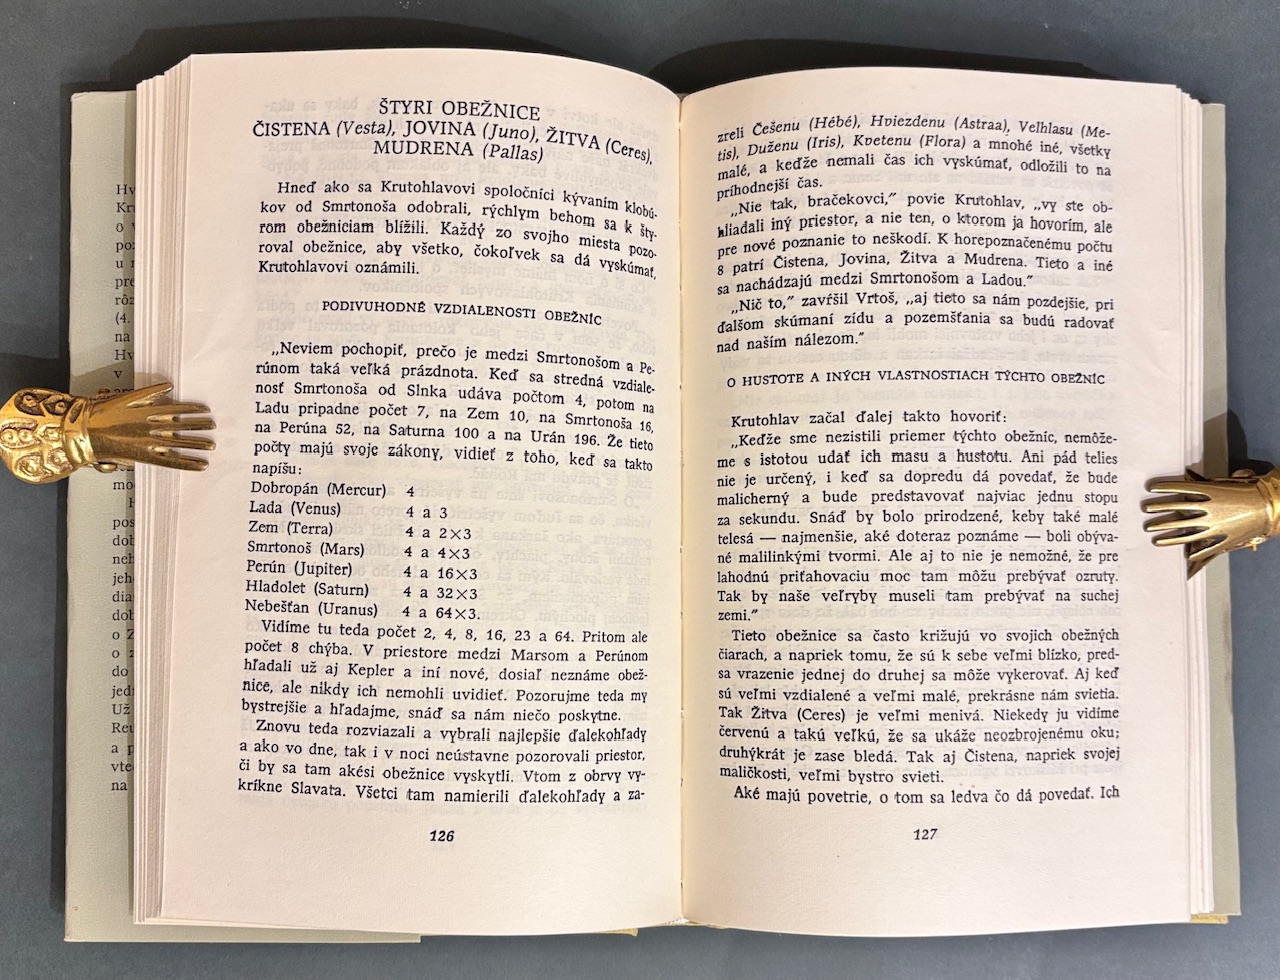 ŠTYRI OBEŽNICE
ČISTENA (Vesta), JOVINA (Juno), ŽITVA (Ceres),
MUDRENA (Pallas)
Hneď ako sa Krutohlavovi spoločníci kývaním klobú-
kov od Smrtonoša odobrali, rýchlym behom sa k šty-
rom obežniciam blížili. Každý zo svojho miesta pozo-
roval obežnice, aby všetko, čokoľvek sa dá vyskúmať,
Krutohlavovi oznámili.
PODIVUHODNÉ VZDIALENOSTI OBEŽNÍC
„Neviem pochopiť, prečo je medzi Smrtonošom a Pe-
rúnom taká veľká prázdnota. Keď sa stredná vzdiale-
nosť Smrtonoša od Slnka udáva počtom 4, potom na
Ladu pripadne počet 7, na Zem 10, na Smrtonoša 16,
na Perúna 52, na Saturna 100 a na Urán 196. Že tieto
počty majú svoje zákony, vidieť z toho, keď sa takto
napíšu:
Dobropán (Mercur) 4
Lada (Venus) 4 a 3
Zem (Terra) 4 a 2×3
Smrtonoš (Mars) 4 a 4×3
Perún (Jupiter) 4 a 16×3
Hladolet (Saturn) 4 a 32×3
Nebešťan (Uranus) 4 a 64×3.
Vidíme tu teda počet 2, 4, 8, 16, 23 a 64. Pritom ale
počet 8 chýba. V priestore medzi Marsom a Perúnom
hľadali už aj Kepler a iní nové, dosiaľ neznáme obež-
nice, ale nikdy ich nemohli uvidieť. Pozorujme teda my
bystrejšie a hľadajme, snáď sa nám niečo poskytne.
Znovu teda rozviazali a vybrali najlepšie ďalekohľady
a ako vo dne, tak i v noci neústavne pozorovali priestor,
či by sa tam akési obežnice vyskytli. Vtom z obrvy vy-
kríkne Slavata. Všetci tam namierili ďalekohľady a za-
126
zreli Češenu (Hébé), Hviezdenu (Astraa), Velhlasu (Me-
tis), Duženu (Iris), Kvetenu (Flora) a mnohé iné, všetky
malé, a keďže nemali čas ich vyskúmať, odložili to na
príhodnejší čas.
„Nie tak, bračekovci,” povie Krutohlav, „vy ste ob-
hliadali iný priestor, a nie ten, o ktorom ja hovorím, ale
pre nové poznanie to neškodí. K horepoznačenému počtu
8 patrí Čistena, Jovina, Žitva a Mudrena. Tieto a iné
sa nachádzajú medzi Smrtonošom a Ladou.”
„Nič to,” zavŕšil Vrtoš, „aj tieto sa nám pozdejšie, pri
ďalšom skúmaní zídu a pozemšťania sa budú radovať
nad naším nálezom.”
O HUSTOTE A INÝCH VLASTNOSTIACH TÝCHTO OBEŽNÍC
Krutohlav začal ďalej takto hovoriť:
„Keďže sme nezistili priemer týchto obežníc, nemôže-
me s istotou udať ich masu a hustotu. Ani pád telies
nie je určený, i keď sa dopredu dá povedať, že bude
malicherný a bude predstavovať najviac jednu stopu
za sekundu. Snáď by bolo prirodzené, keby také malé
telesá — najmenšie, aké doteraz poznáme — boli obýva-
né malilinkými tvormi. Ale aj to nie je nemožné, že pre
lahodnú priťahovaciu moc tam môžu prebývať ozruty.
Tak by naše veľryby museli tam prebývať na suchej
zemi.”
Tieto obežnice sa často križujú vo svojich obežných
čiarach, a napriek tomu, že sú k sebe veľmi blízko, pred-
sa vrazenie jednej do druhej sa môže výkerovať. Aj keď
sú veľmi vzdialené a veľmi malé, prekrásne nám svietia.
Tak Žitva (Ceres) je veľmi menivá. Niekedy ju vidíme
červenú a takú veľkú, že sa ukáže neozbrojenému oku;
druhýkrát je zase bledá. Tak aj Čistena, napriek svojej
maličkosti, veľmi bystro svieti.
Aké majú povetrie, o tom sa ledva čo dá povedať. Ich
127